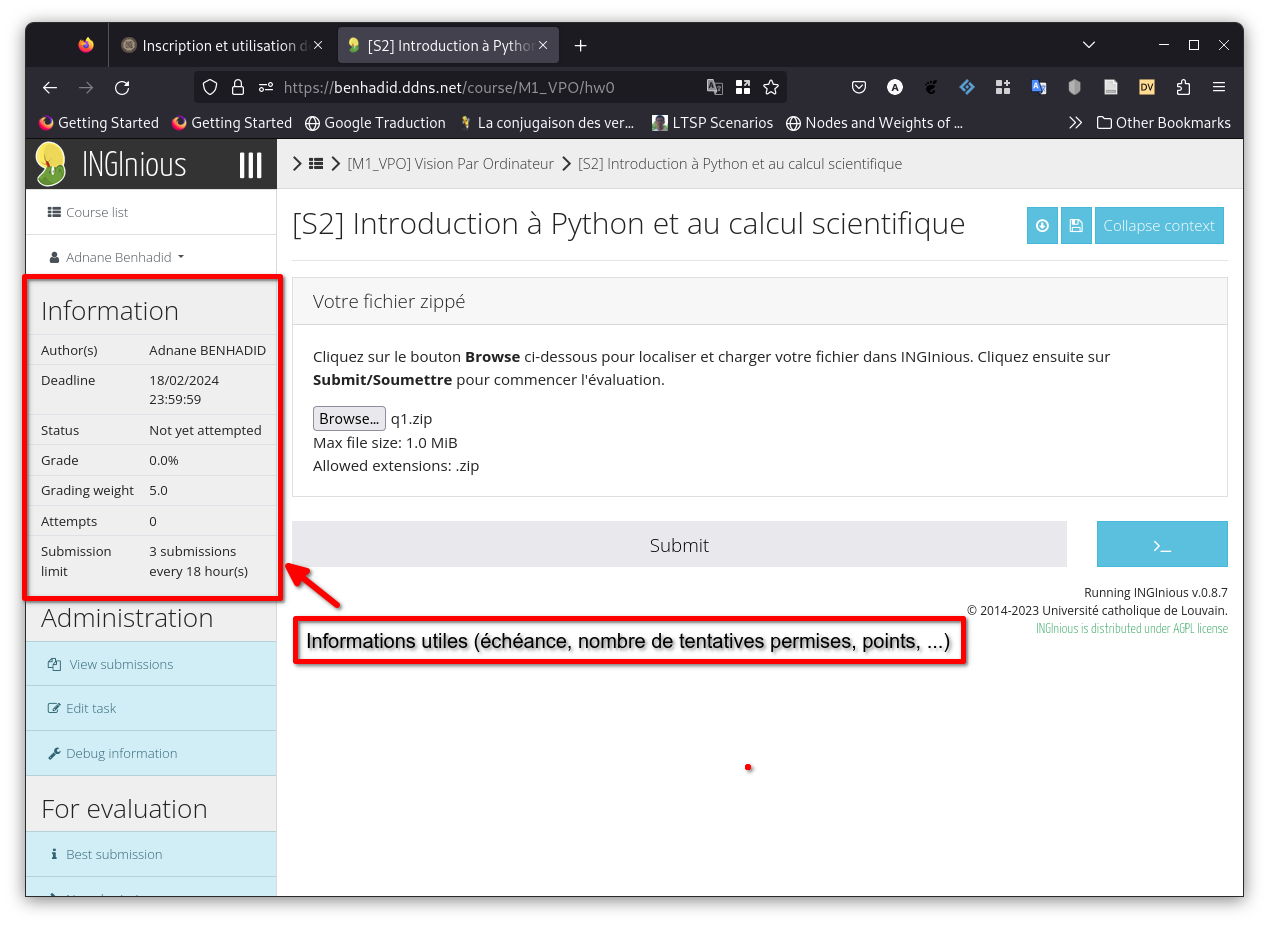 Inscription et utilisation d
[S2] Introduction à Pytho
https://benhadid.ddns.net/course/M1_VPO/hw0
A
DV
Getting Started
Getting Started
Google Traduction
La conjugaison des ver…
LTSP Scenarios
Nodes and Weights of …
Other Bookmarks
INGInious
[M1_VPO] Vision Par Ordinateur
[S2] Introduction à Python et au calcul scientifique
Course list
Adnane Benhadid
[S2] Introduction à Python et au calcul scientifique
Collapse context
Information
Author(s) Adnane BENHADID
Deadline 18/02/2024
23:59:59
Status Not yet attempted
Grade 0.0%
Grading weight 5.0
Attempts 0
Submission 3 submissions
limit every 18 hour(s)
Votre fichier zippé
Cliquez sur le bouton Browse ci-dessous pour localiser et charger votre fichier dans INGInious. Cliquez ensuite sur
Submit/Soumettre pour commencer l'évaluation.
Browse… q1.zip
Max file size: 1.0 MiB
Allowed extensions: .zip
Submit
>_
Running INGInious v.0.8.7
© 2014-2023 Université catholique de Louvain.
INGInious is distributed under AGPL license
Informations utiles (échéance, nombre de tentatives permises, points, ...)
Administration
View submissions
Edit task
Debug information
For evaluation
Best submission